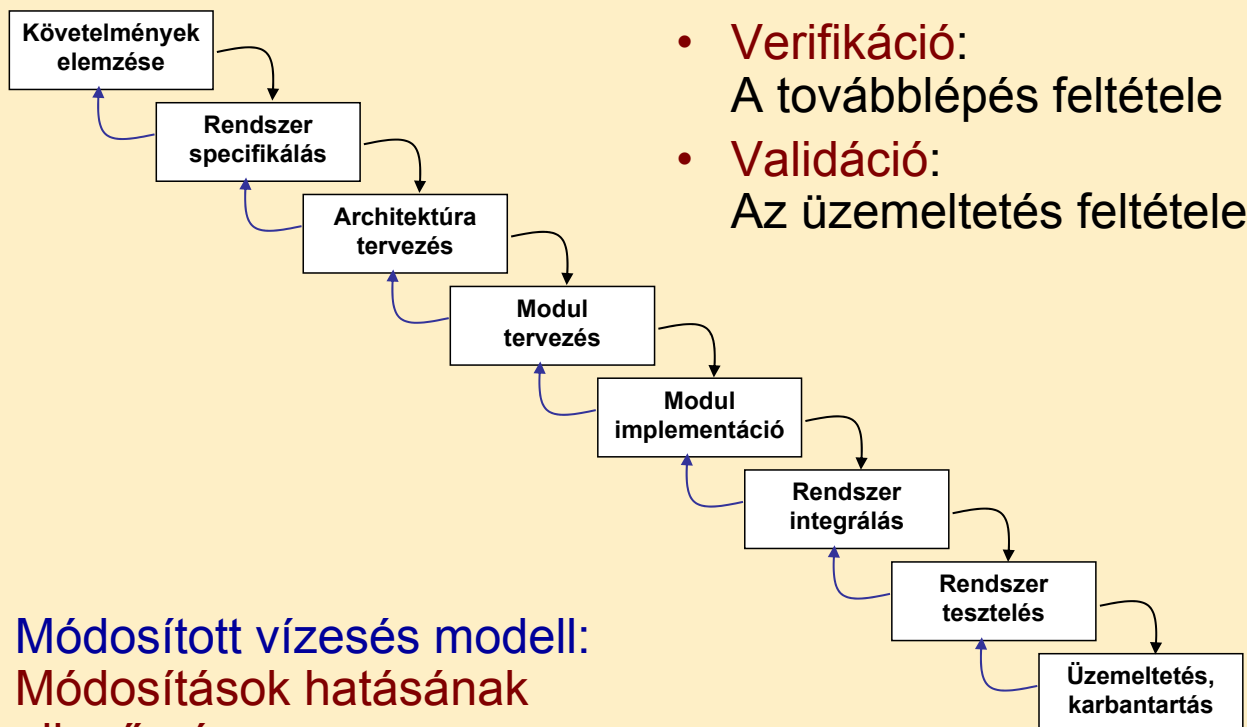 Követelmények
elemzése
Rendszer
specifikálás
Architektúra
tervezés
Modul
tervezés
Modul
implementáció
Rendszer
integrálás
Rendszer
tesztelés
Üzemeltetés,
karbantartás
• Verifikáció:
A továbblépés feltétele
• Validáció:
Az üzemeltetés feltétele
Módosított vízesés modell:
Módosítások hatásának